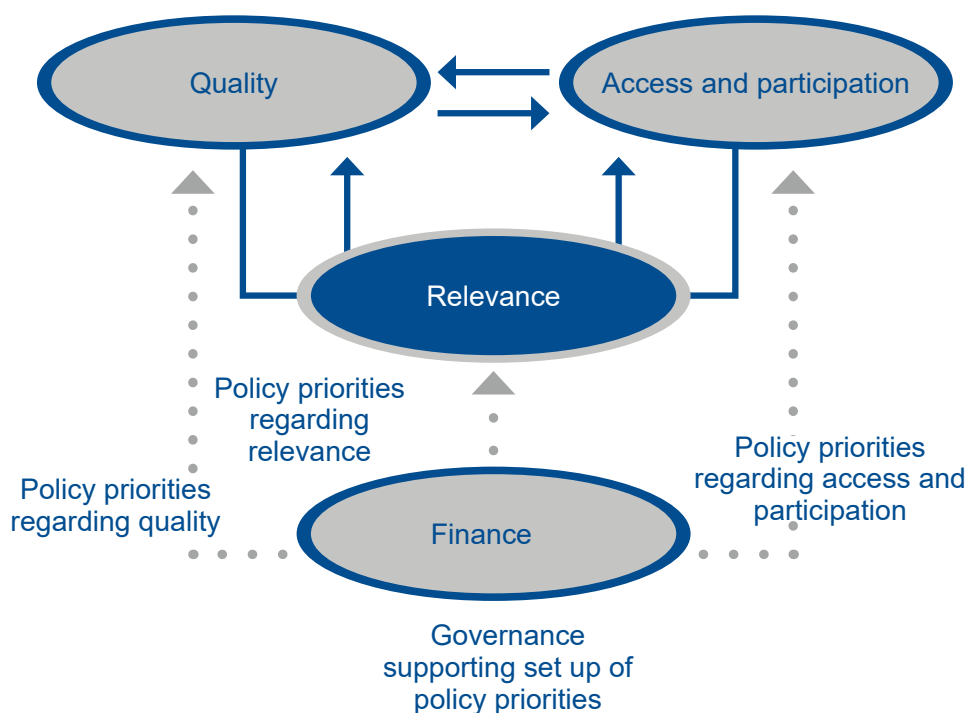 Quality
Access and participation
Relevance
Policy priorities
regarding
relevance
Policy priorities
regarding access and
participation
Policy priorities
regarding quality
Finance
Governance
supporting set up of
policy priorities